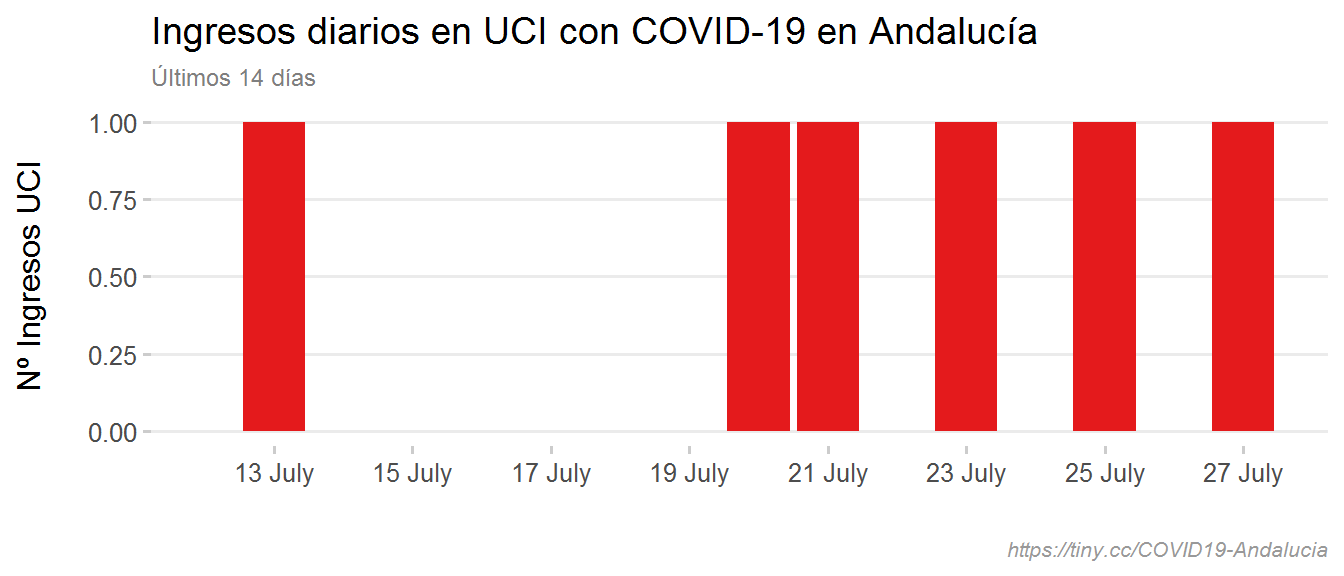 Ingresos diarios en UCI con COVID-19 en Andalucía
Últimos 14 días
Nº Ingresos UCI
1.00
0.75
0.50
0.25
0.00
13 July 15 July 17 July 19 July 21 July 23 July 25 July 27 July
https://tiny.cc/COVID19-Andalucia